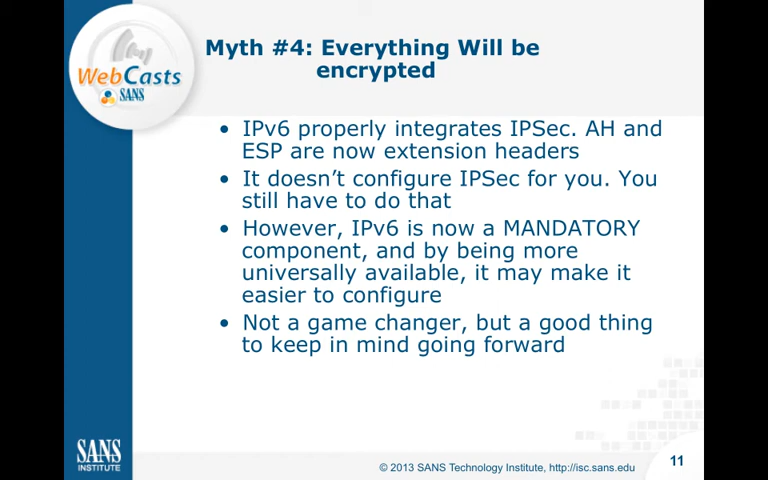 WebCasts
SANS
Myth #4: Everything Will be
encrypted
• IPv6 properly integrates IPSec. AH and
ESP are now extension headers
• It doesn’t configure IPSec for you. You
still have to do that
• However, IPv6 is now a MANDATORY
component, and by being more
universally available, it may make it
easier to configure
• Not a game changer, but a good thing
to keep in mind going forward
SANS
INSTITUTE
© 2013 SANS Technology Institute, http://isc.sans.edu
11